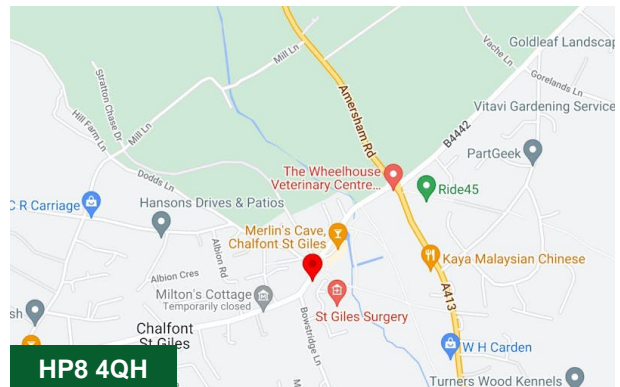 Goldleaf Landscap
Mill Ln
Vache Ln
Gorelands Ln
Stratton Chase Dr
Amersham Rd
Vitavi Gardening Service
B4442
Hill Farm Ln
Mill Ln
PartGeek
The Wheelhouse
Veterinary Centre...
Dodds Ln
Ride45
C R Carriage
Hansons Drives & Patios
Merlin's Cave,
Chalfont St Giles
Albion Rd
Kaya Malaysian Chinese
Albion Cres
Milton's Cottage
Temporarily closed
A413
St Giles Surgery
sh
Bowstridge Ln
Chalfont
St Giles
W H Carden
HP8 4QH
Turners Wood Kennels